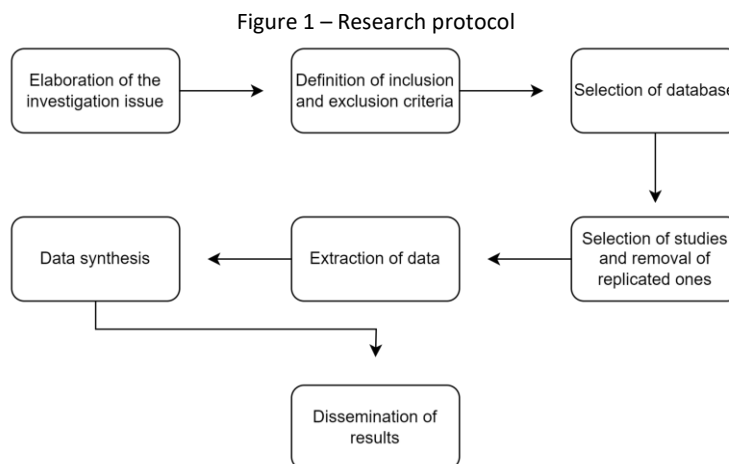 Figure 1 – Research protocol
Elaboration of the
investigation issue
Definition of inclusion
and exclusion criteria
Selection of database
Selection of studies
and removal of
replicated ones
Extraction of data
Data synthesis
Dissemination of
results